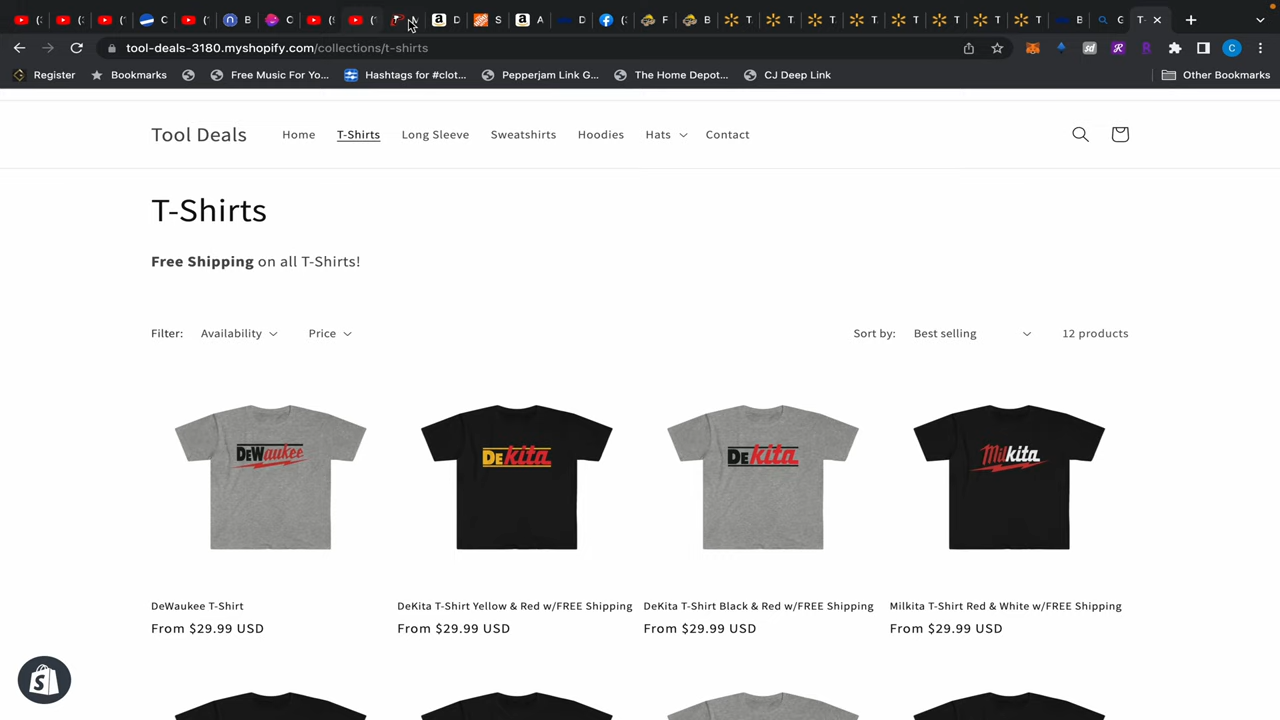 (
(
(
C
(
B
C
(
(
M
D
S
A
D
(
F
B
T
T
T
T
T
T
T
T
B
G
T-
tool-deals-3180.myshopify.com/collections/t-shirts
Register
Bookmarks
Free Music For Yo...
Hashtags for #clot...
Pepperjam Link G...
The Home Depot...
CJ Deep Link
Other Bookmarks
Tool Deals
Home
T-Shirts
Long Sleeve
Sweatshirts
Hoodies
Hats
Contact
T-Shirts
Free Shipping on all T-Shirts!
Filter:
Availability
Price
Sort by:
Best selling
12 products
DEWaukee
DEkita
DEkita
Milkita
DeWaukee T-Shirt
From $29.99 USD
DeKita T-Shirt Yellow & Red w/FREE Shipping
From $29.99 USD
DeKita T-Shirt Black & Red w/FREE Shipping
From $29.99 USD
Milkita T-Shirt Red & White w/FREE Shipping
From $29.99 USD